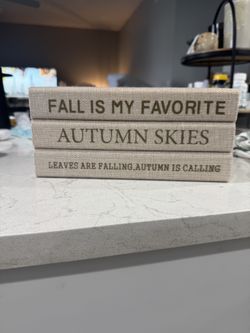 FALL IS MY FAVORITE
AUTUMN SKIES
LEAVES ARE FALLING,AUTUMN IS CALLING